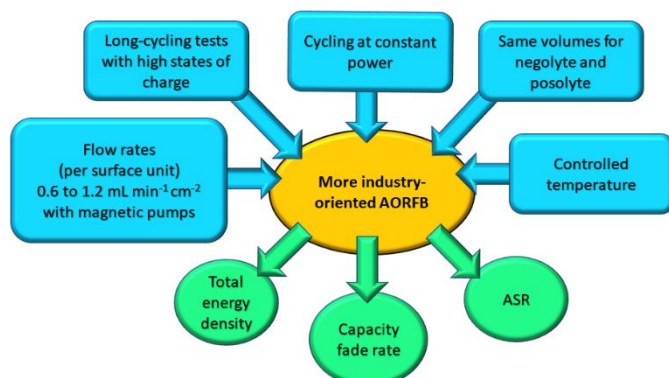 Long-cycling tests
with high states of
charge
Cycling at constant
power
Same volumes for
negolyte and
posolyte
Flow rates
(per surface unit)
0.6 to 1.2 mL min⁻¹ cm⁻²
with magnetic pumps
More industry-
oriented AORFB
Controlled
temperature
Total
energy
density
Capacity
fade rate
ASR